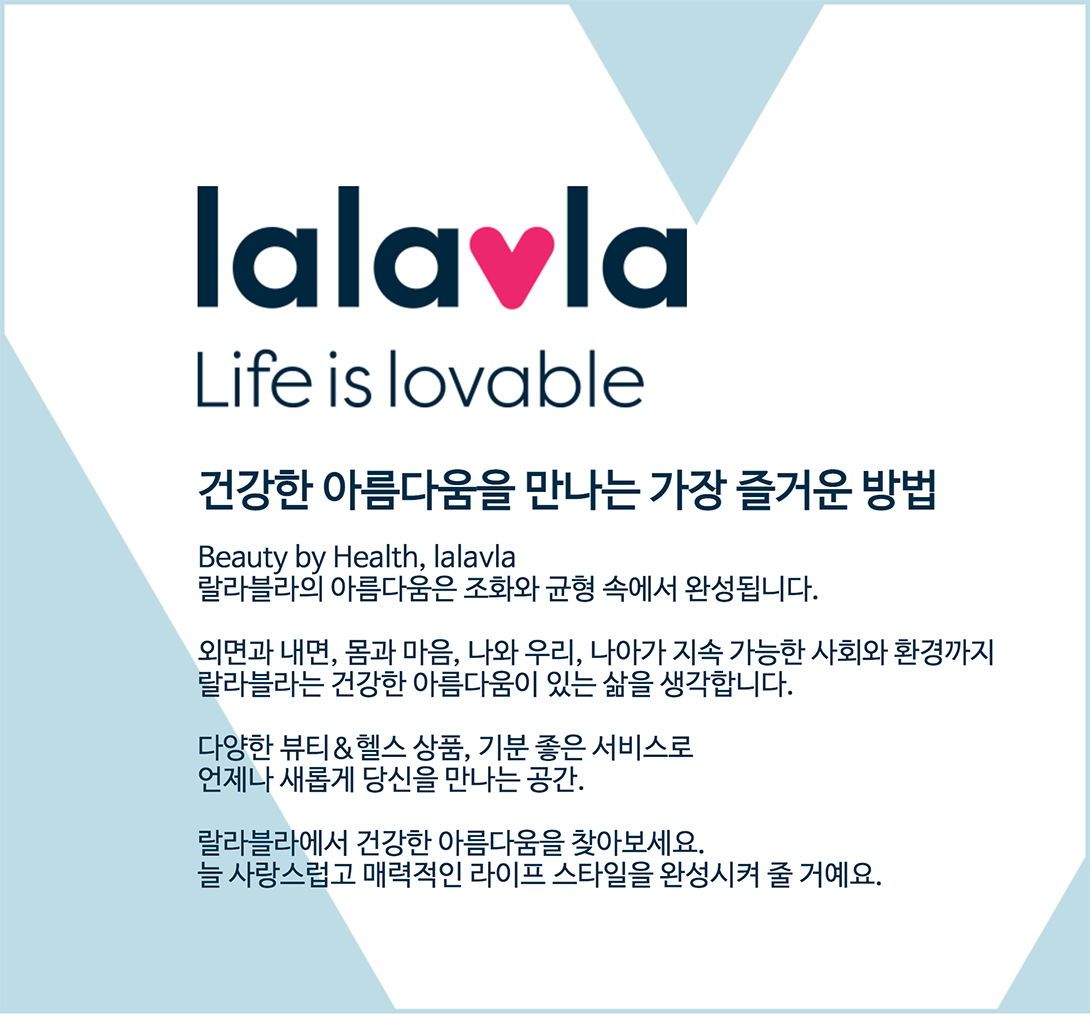 lalavla
Life is lovable
건강한 아름다움을 만나는 가장 즐거운 방법
Beauty by Health, lalavla
랄라블라의 아름다움은 조화와 균형 속에서 완성됩니다.
외면과 내면, 몸과 마음, 나와 우리, 나아가 지속 가능한 사회와 환경까지
랄라블라는 건강한 아름다움이 있는 삶을 생각합니다.
다양한 뷰티&헬스 상품, 기분 좋은 서비스로
언제나 새롭게 당신을 만나는 공간.
랄라블라에서 건강한 아름다움을 찾아보세요.
늘 사랑스럽고 매력적인 라이프 스타일을 완성시켜 줄 거예요.